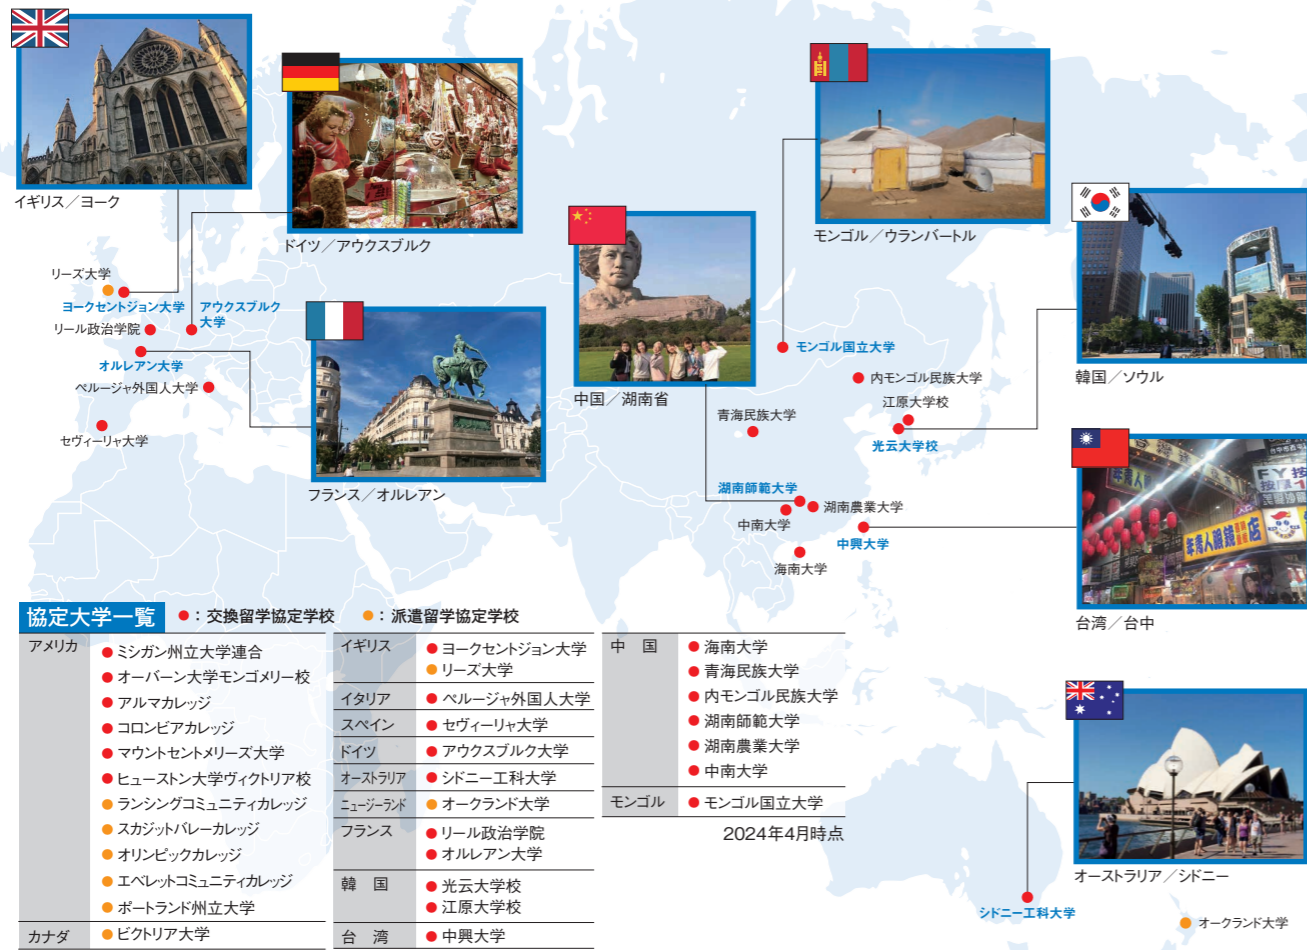 イギリス／ヨーク
ドイツ／アウクスブルク
モンゴル／ウランバートル
リーズ大学
ヨークセントジョン大学
アウクスブルク
大学
リール政治学院
オルレアン大学
ペルージャ外国人大学
セヴィーリャ大学
フランス／オルレアン
中国／湖南省
モンゴル国立大学
内モンゴル民族大学
江原大学校
青海民族大学
光云大学校
韓国／ソウル
湖南師範大学
湖南農業大学
中南大学
中興大学
海南大学
年青人眼鏡
店
台湾／台中
協定大学一覧
●：交換留学協定学校
●：派遣留学協定学校
アメリカ
●ミシガン州立大学連合
●オーバーン大学モンゴメリー校
●アルマカレッジ
●コロンビアカレッジ
●マウントセントメリーズ大学
●ヒューストン大学ヴィクトリア校
●ランシングコミュニティカレッジ
●スカジットバレーカレッジ
●オリンピックカレッジ
●エベレットコミュニティカレッジ
●ポートランド州立大学
カナダ
●ビクトリア大学
イギリス
●ヨークセントジョン大学
●リーズ大学
イタリア
●ペルージャ外国人大学
スペイン
●セヴィーリャ大学
ドイツ
●アウクスブルク大学
オーストラリア
●シドニー工科大学
ニュージーランド
●オークランド大学
フランス
●リール政治学院
●オルレアン大学
韓　国
●光云大学校
●江原大学校
台　湾
●中興大学
中　国
●海南大学
●青海民族大学
●内モンゴル民族大学
●湖南師範大学
●湖南農業大学
●中南大学
モンゴル
●モンゴル国立大学
2024年4月時点
オーストラリア／シドニー
シドニー工科大学
オークランド大学